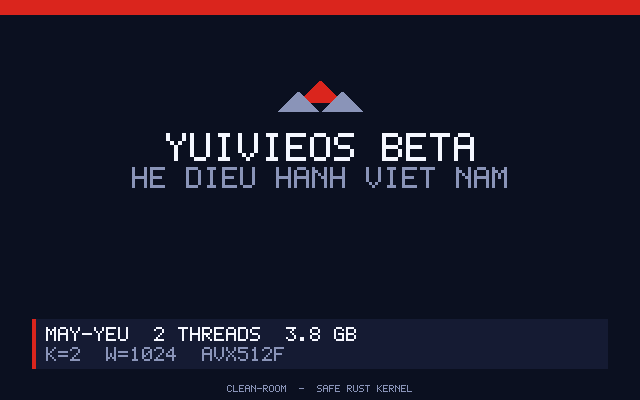 YUIVIEOS BETA
HE DIEU HANH VIET NAM
MAY-YEU 2 THREADS 3.8 GB
K=2 W=1024 AVX512F
CLEAN-ROOM - SAFE RUST KERNEL